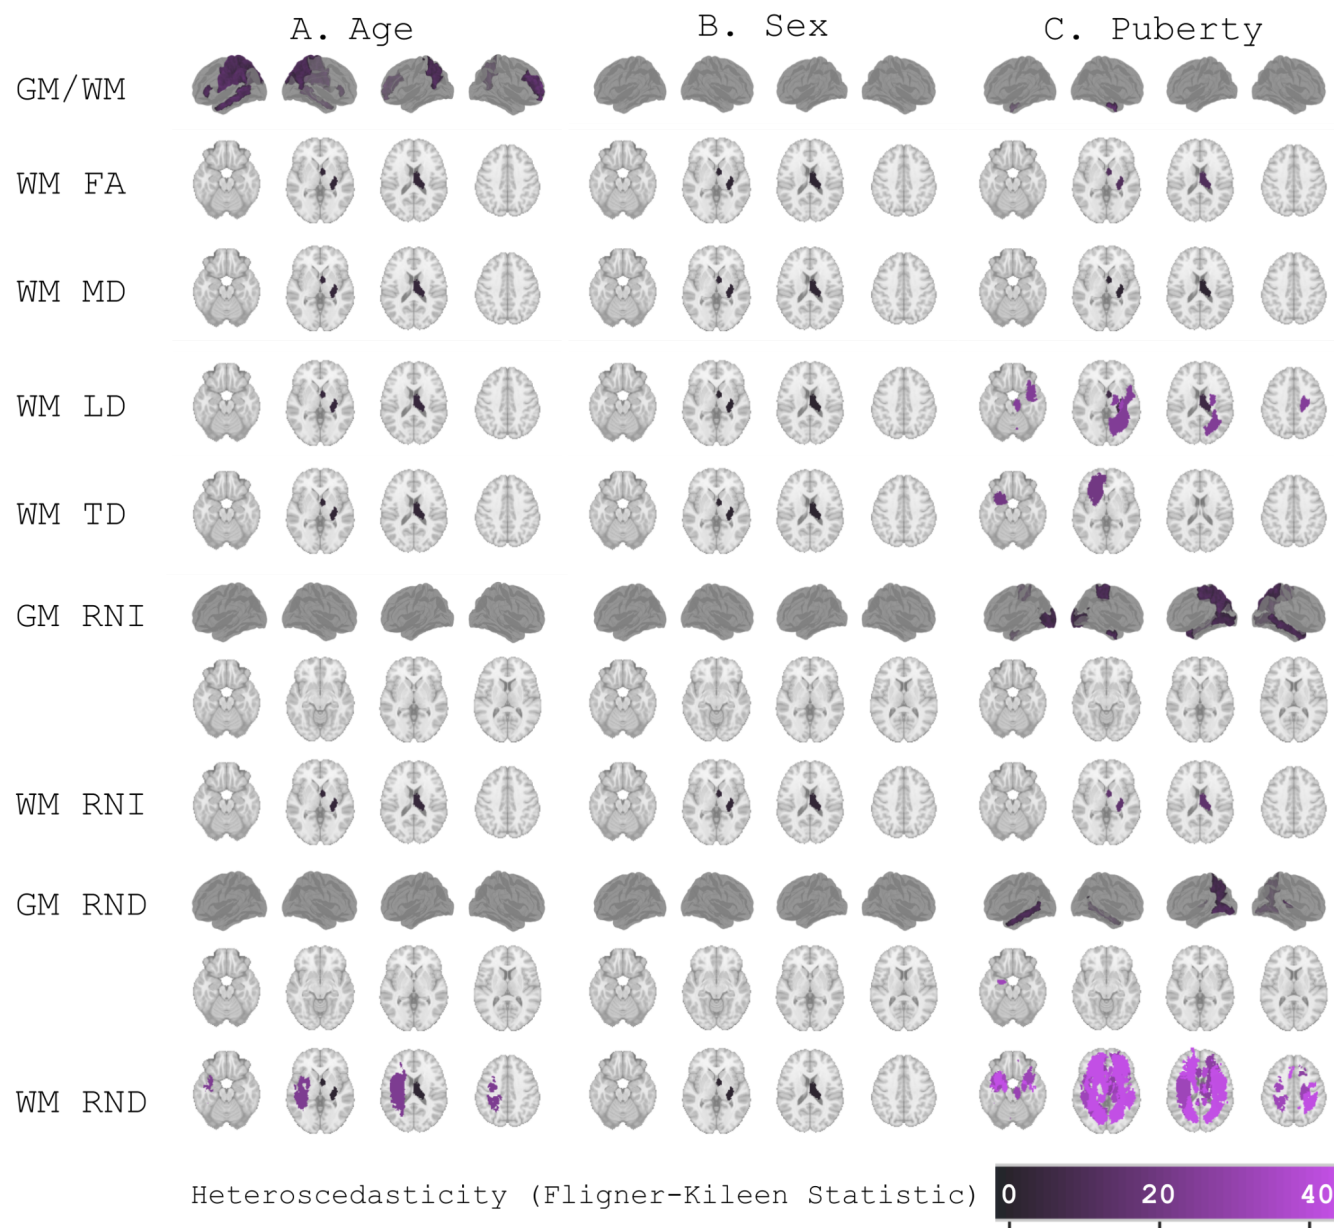 A. Age B. Sex C. Puberty
GM/WM
WM FA
WM MD
WM LD
WM TD
GM RNI
WM RNI
GM RND
WM RND
Heteroscedasticity (Fligner-Kileen Statistic) 0 20 40